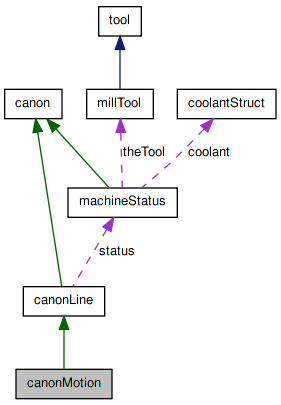 tool
canon
millTool
coolantStruct
theTool
coolant
machineStatus
status
canonLine
canonMotion